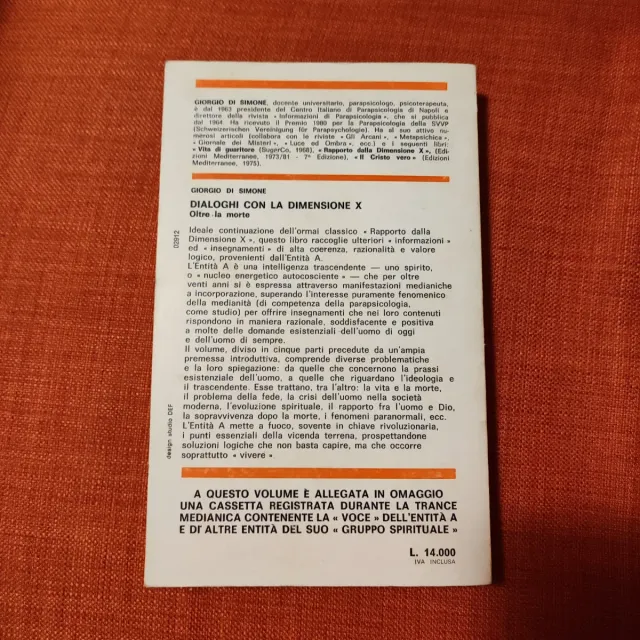 GIORGIO DI SIMONE, docente universitario, parapsicologo, psicoterapeuta,
è dal 1963 presidente del Centro Italiano di Parapsicologia di Napoli e
direttore della rivista « Informazioni di Parapsicologia », che si pubblica
dal 1964. Ha ricevuto il Premio 1969 per la Parapsicologia della SVVP
(Schweizerischen Vereinigung für Parapsychologie). Ha al suo attivo nu-
merosi articoli (collabora con le riviste « Gli Arcani », « Metapsichica »,
« Giornale dei Misteri », « Luce ed Ombra », ecc.) e i seguenti libri:
« Vita di guaritore » (SugarCo, 1968), « Rapporto dalla Dimensione X », (Edi-
zioni Mediterranee, 1973/81 - 7ª Edizione), « Il Cristo vero » (Edizioni
Mediterranee, 1975).
GIORGIO DI SIMONE
DIALOGHI CON LA DIMENSIONE X
Oltre la morte
Ideale continuazione dell'ormai classico « Rapporto dalla
Dimensione X », questo libro raccoglie ulteriori « informazioni »
ed « insegnamenti » di alta coerenza, razionalità e valore
logico, provenienti dall'Entità A.
L'Entità A è una intelligenza trascendente — uno spirito,
o « nucleo energetico autocosciente » — che per oltre
venti anni si è espressa attraverso manifestazioni medianiche
a incorporazione, superando l'interesse puramente fenomenico
della medianità (di competenza della parapsicologia,
come studio) per offrire insegnamenti che nei loro contenuti
rispondono in maniera razionale, soddisfacente e positiva
a molte delle domande esistenziali dell'uomo di oggi
e dell'uomo di sempre.
Il volume, diviso in cinque parti precedute da un'ampia
premessa introduttiva, comprende diverse problematiche
e la loro spiegazione: da quelle che concernono la prassi
esistenziale dell'uomo, a quelle che riguardano l'ideologia e
il trascendente. Esse trattano, tra l'altro: la vita e la morte,
il problema della fede, la crisi dell'uomo nella società
moderna, l'evoluzione spirituale, il rapporto fra l'uomo e Dio,
la sopravvivenza dopo la morte, i fenomeni paranormali, ecc.
L'Entità A mette a fuoco, sovente in chiave rivoluzionaria,
i punti essenziali della vicenda terrena, prospettandone
soluzioni logiche che non basta capire, ma che occorre
soprattutto « vivere ».
02912
design studio DEF
A QUESTO VOLUME È ALLEGATA IN OMAGGIO
UNA CASSETTA REGISTRATA DURANTE LA TRANCE
MEDIANICA CONTENENTE LA « VOCE » DELL'ENTITÀ A
E DI ALTRE ENTITÀ DEL SUO « GRUPPO SPIRITUALE »
L. 14.000
IVA INCLUSA